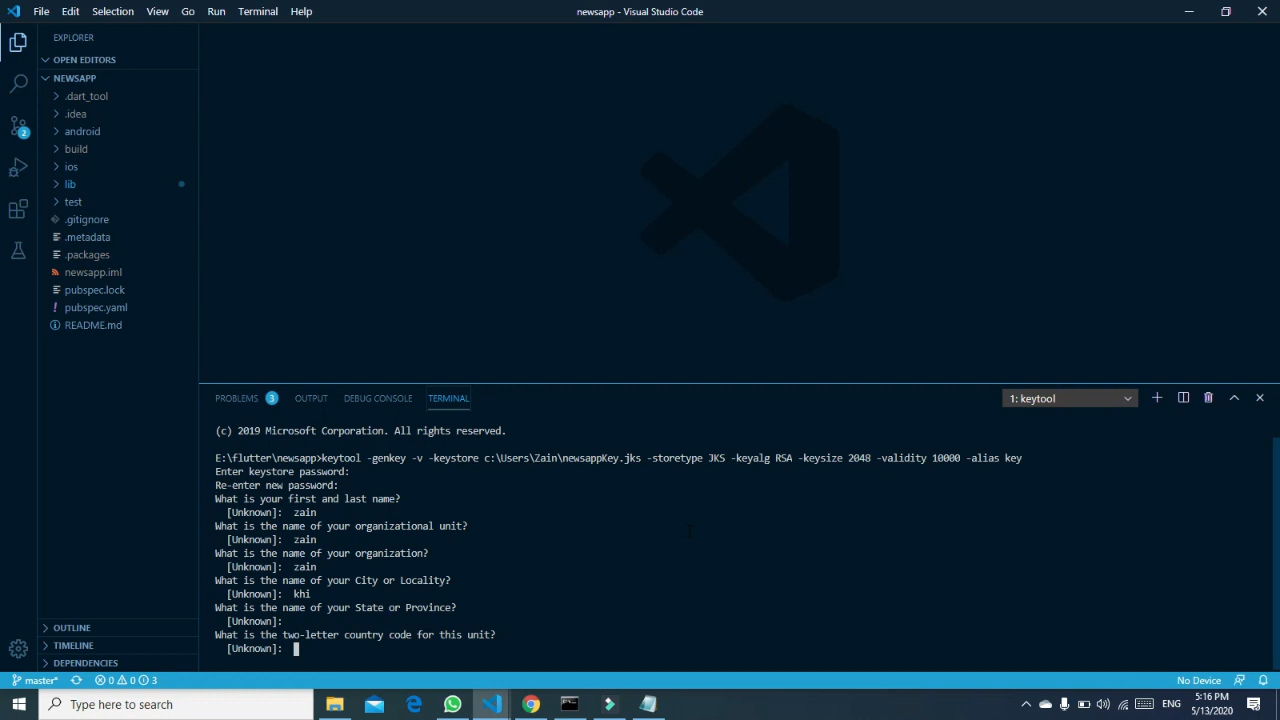 File Edit Selection View Go Run Terminal Help newsapp - Visual Studio Code
EXPLORER
OPEN EDITORS
NEWSAPP
.dart_tool
.idea
android
build
ios
lib
test
.gitignore
.metadata
.packages
newsapp.iml
pubspec.lock
pubspec.yaml
README.md
OUTLINE
TIMELINE
DEPENDENCIES
2
PROBLEMS 3 OUTPUT DEBUG CONSOLE TERMINAL 1: keytool
(c) 2019 Microsoft Corporation. All rights reserved.
E:\flutter\newsapp>keytool -genkey -v -keystore c:\Users\Zain\newsappKey.jks -storetype JKS -keyalg RSA -keysize 2048 -validity 10000 -alias key
Enter keystore password:
Re-enter new password:
What is your first and last name?
[Unknown]: zain
What is the name of your organizational unit?
[Unknown]: zain
What is the name of your organization?
[Unknown]: zain
What is the name of your City or Locality?
[Unknown]: khi
What is the name of your State or Province?
[Unknown]:
What is the two-letter country code for this unit?
[Unknown]:
master* 0 0 3 No Device
Type here to search ENG 5:16 PM
5/13/2020